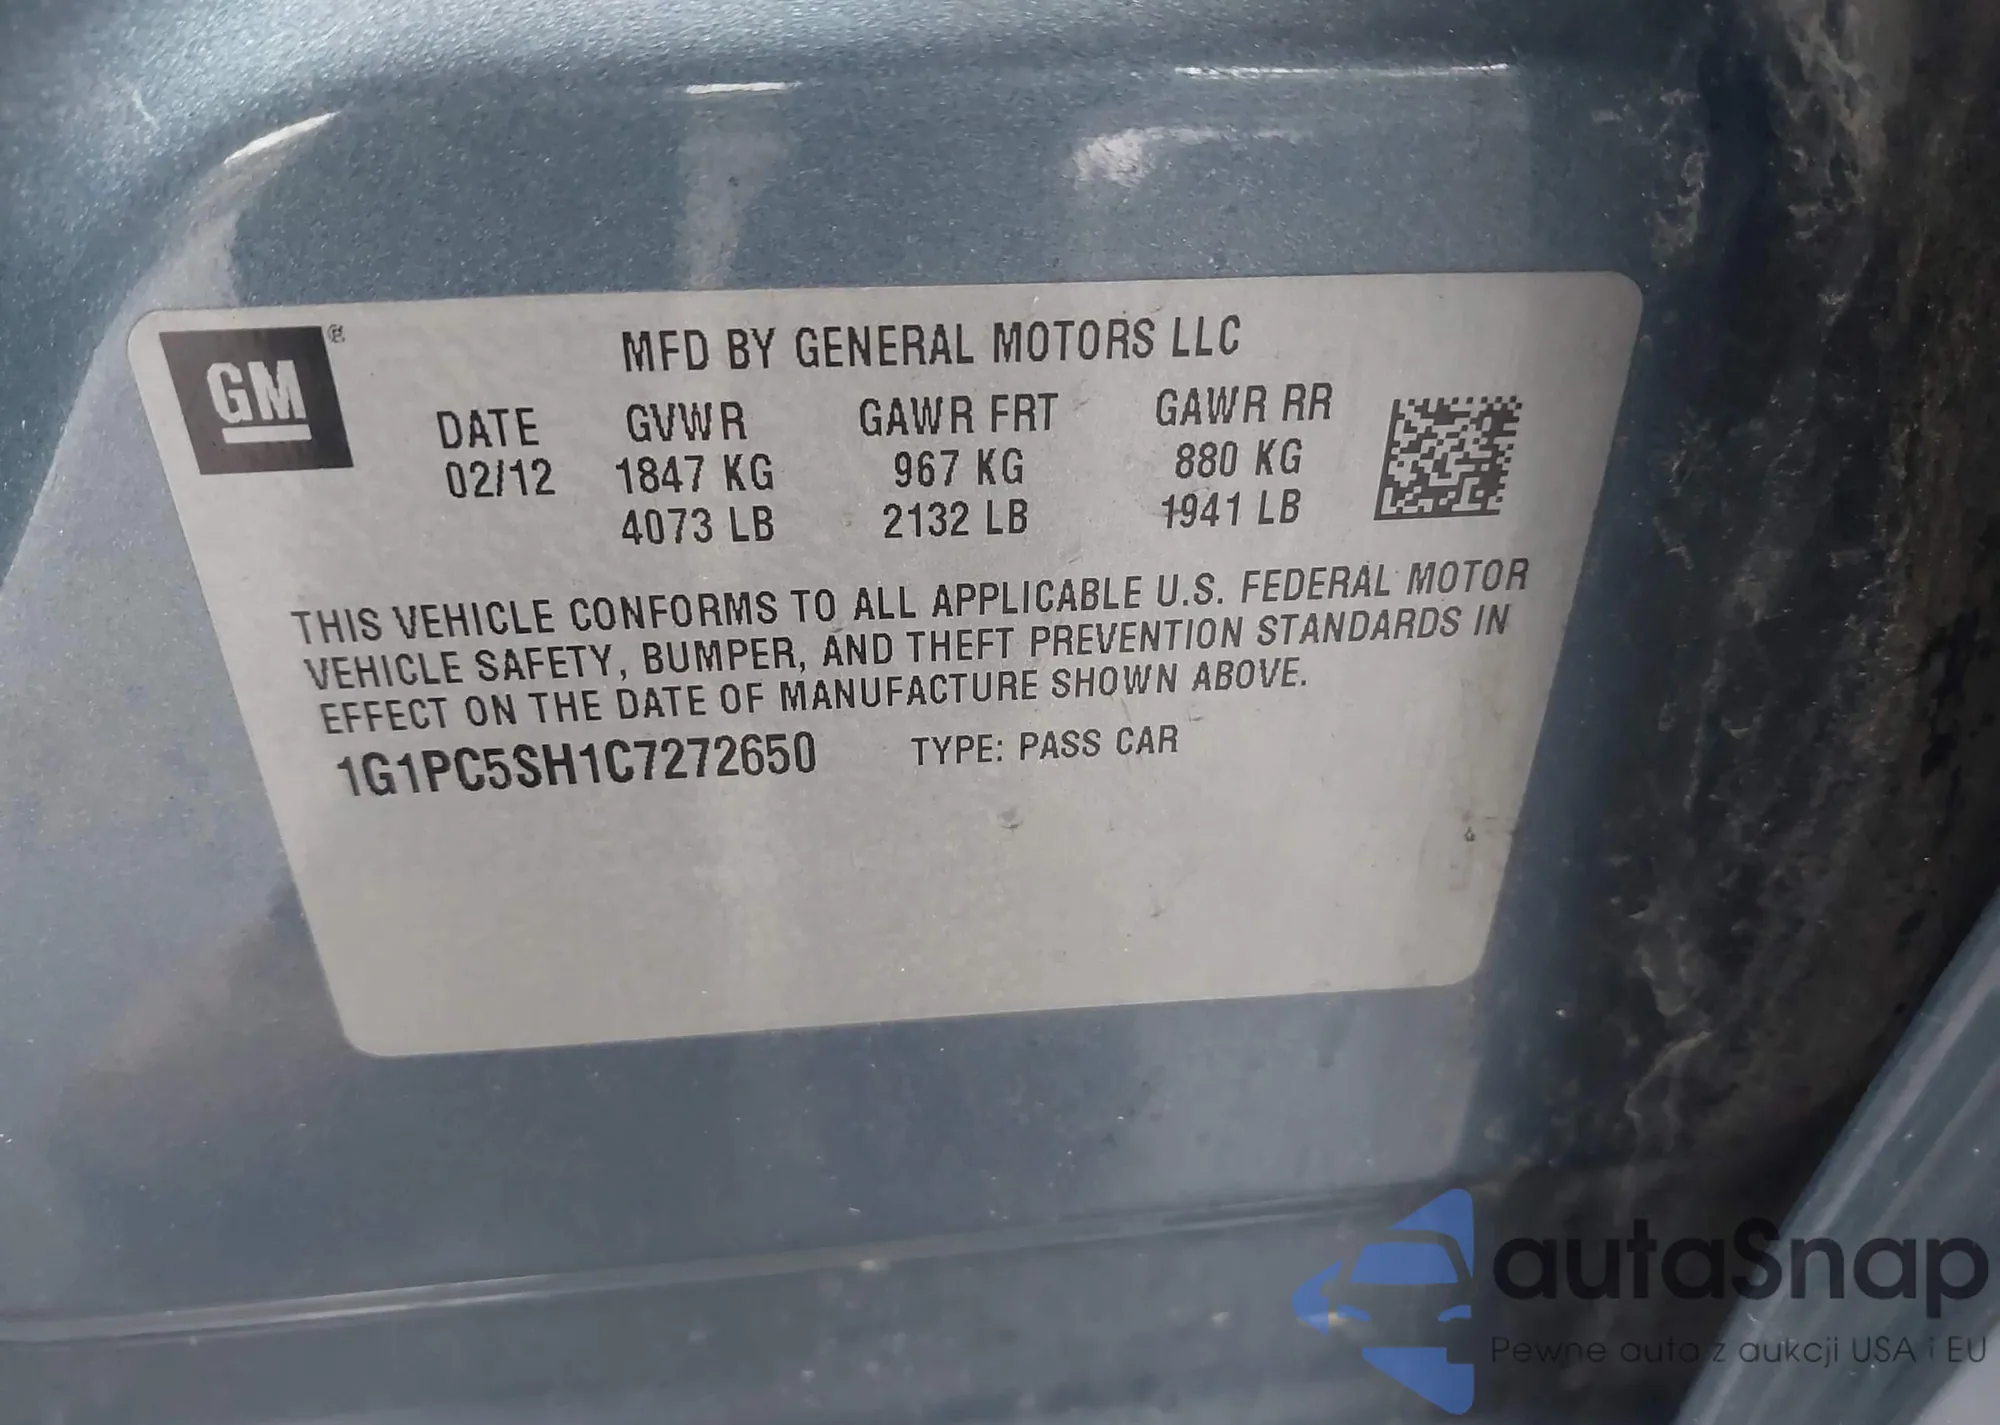 GM ®
MFD BY GENERAL MOTORS LLC
DATE GVWR GAWR FRT GAWR RR
02/12 1847 KG 967 KG 880 KG
4073 LB 2132 LB 1941 LB
THIS VEHICLE CONFORMS TO ALL APPLICABLE U.S. FEDERAL MOTOR
VEHICLE SAFETY, BUMPER, AND THEFT PREVENTION STANDARDS IN
EFFECT ON THE DATE OF MANUFACTURE SHOWN ABOVE.
1G1PC5SH1C7272650 TYPE: PASS CAR
autaSnap
Pewne auta z aukcji USA i EU